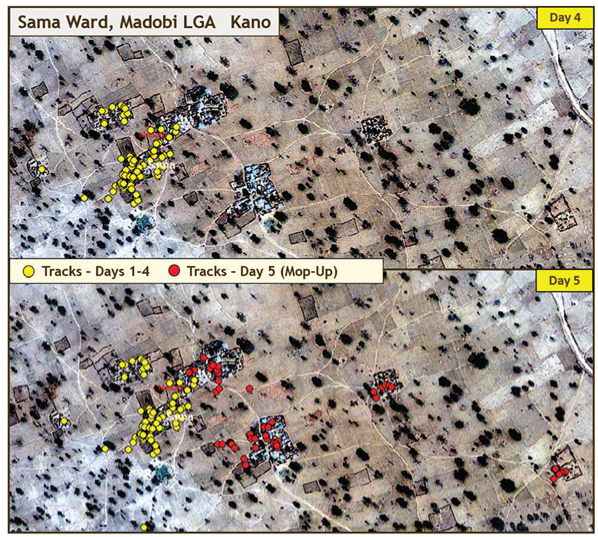 Sama Ward, Madobi LGA Kano
Day 4
Tracks - Days 1-4
Tracks - Day 5 (Mop-Up)
Day 5